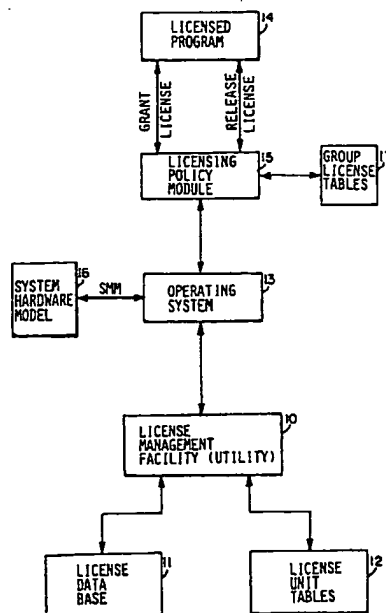 14
LICENSED
PROGRAM
GRANT
LICENSE
RELEASE
LICENSE
15
LICENSING
POLICY
MODULE
GROUP
LICENSE
TABLES
16
SYSTEM
HARDWARE
MODEL
SMM
13
OPERATING
SYSTEM
10
LICENSE
MANAGEMENT
FACILITY (UTILITY)
LICENSE
DATA
BASE
11
LICENSE
UNIT
TABLES
12